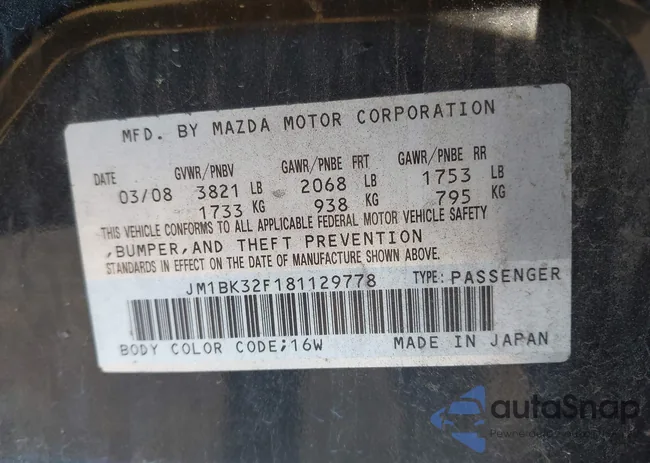 MFD. BY MAZDA MOTOR CORPORATION
DATE GVWR/PNBV GAWR/PNBE FRT GAWR/PNBE RR
03/08 3821 LB 2068 LB 1753 LB
1733 KG 938 KG 795 KG
THIS VEHICLE CONFORMS TO ALL APPLICABLE FEDERAL MOTOR VEHICLE SAFETY
,BUMPER,AND THEFT PREVENTION
STANDARDS IN EFFECT ON THE DATE OF MANUFACTURE SHOWN ABOVE.
JM1BK32F181129778 TYPE:PASSENGER
BODY COLOR CODE;16W MADE IN JAPAN
autoSnap